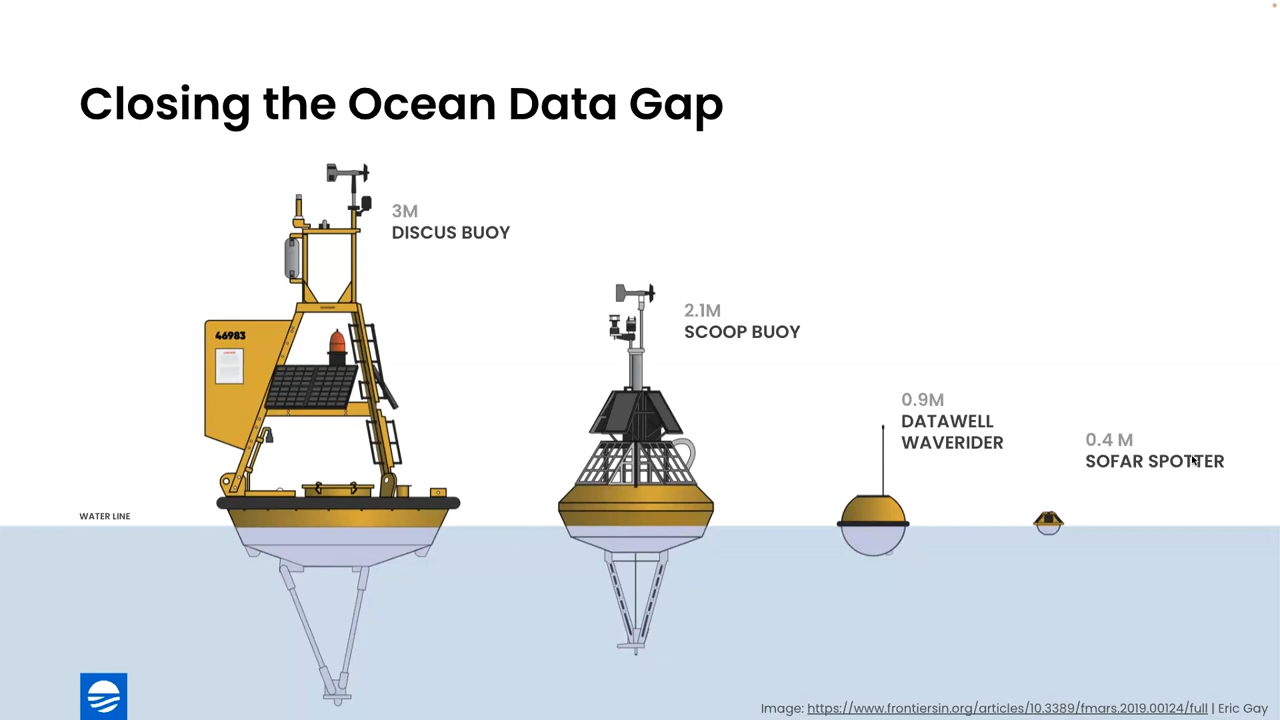 Closing the Ocean Data Gap
3M
DISCUS BUOY
2.1M
SCOOP BUOY
46983
0.9M
DATAWELL
WAVERIDER
0.4 M
SOFAR SPOTTER
WATER LINE
Image: https://www.frontiersin.org/articles/10.3389/fmars.2019.00124/full | Eric Gay